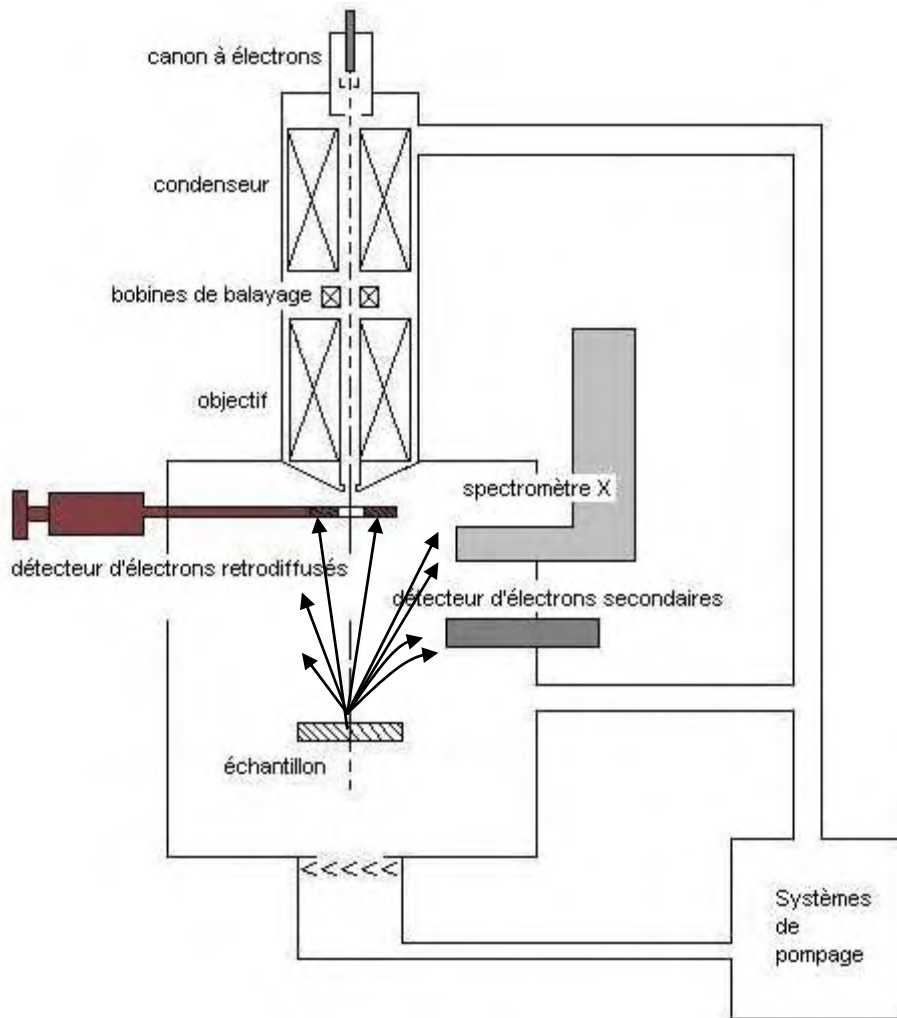 canon à électrons
condenseur
bobines de balayage
objectif
spectromètre X
détecteur d'électrons retrodiffusés
détecteur d'électrons secondaires
échantillon
Systèmes
de
pompage